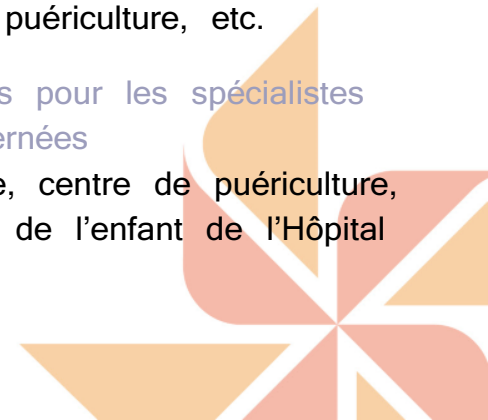 puériculture, etc.
s pour les spécialistes
ernées
e, centre de puériculture,
de l’enfant de l’Hôpital